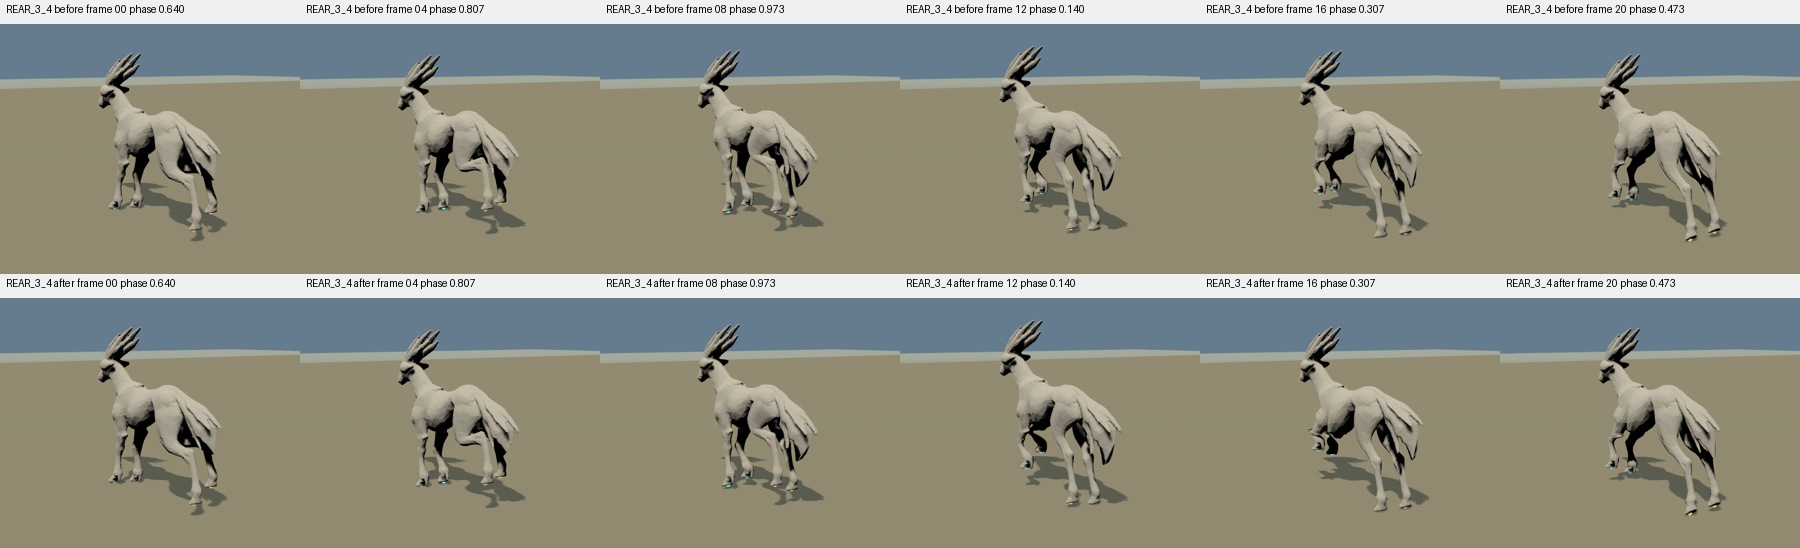 REAR_3_4 before frame 00 phase 0.640
REAR_3_4 before frame 04 phase 0.807
REAR_3_4 before frame 08 phase 0.973
REAR_3_4 before frame 12 phase 0.140
REAR_3_4 before frame 16 phase 0.307
REAR_3_4 before frame 20 phase 0.473
REAR_3_4 after frame 00 phase 0.640
REAR_3_4 after frame 04 phase 0.807
REAR_3_4 after frame 08 phase 0.973
REAR_3_4 after frame 12 phase 0.140
REAR_3_4 after frame 16 phase 0.307
REAR_3_4 after frame 20 phase 0.473